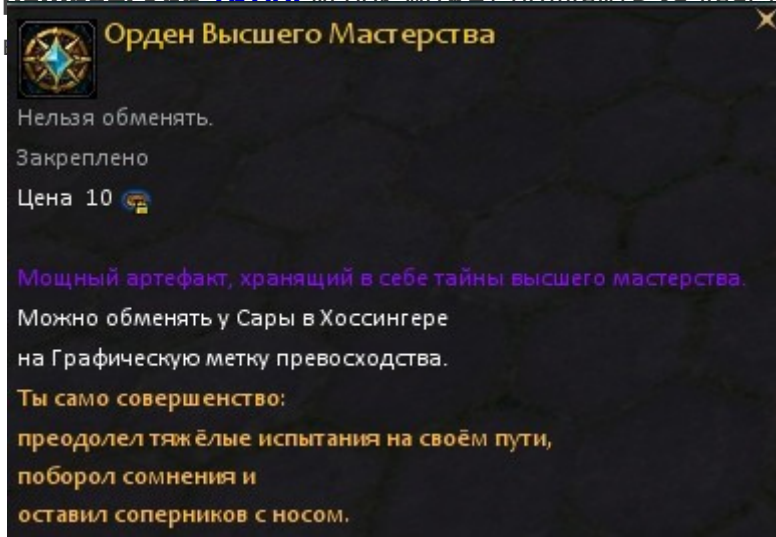 Орден Высшего Мастерства
Нельзя обменять.
Закреплено
Цена 10
Мощный артефакт, хранящий в себе тайны высшего мастерства.
Можно обменять у Сары в Хоссингере
на Графическую метку превосходства.
Ты само совершенство:
преодолел тяжёлые испытания на своём пути,
поборол сомнения и
оставил соперников с носом.